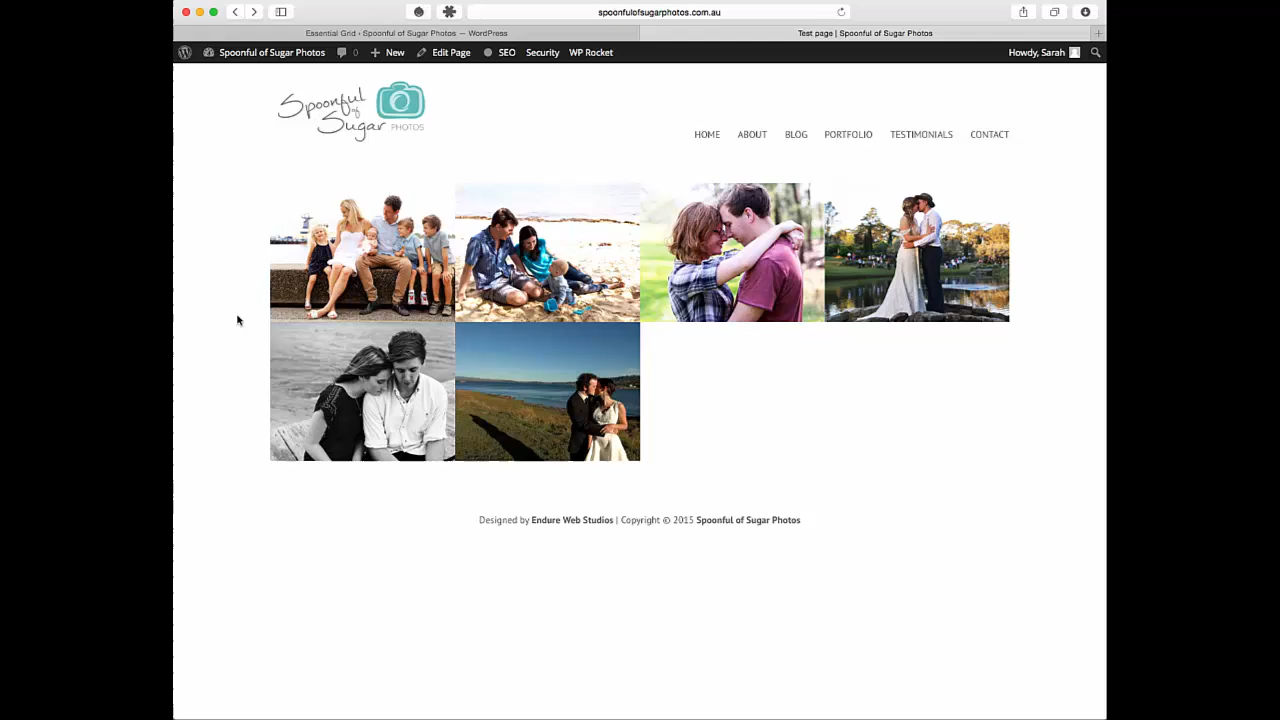 spoonfulofsugarphotos.com.au
Essential Grid ‹ Spoonful of Sugar Photos — WordPress
Test page | Spoonful of Sugar Photos
Spoonful of Sugar Photos 0 New Edit Page SEO Security WP Rocket Howdy, Sarah
Spoonful
of
Sugar PHOTOS
HOME ABOUT BLOG PORTFOLIO TESTIMONIALS CONTACT
Designed by Endure Web Studios | Copyright © 2015 Spoonful of Sugar Photos